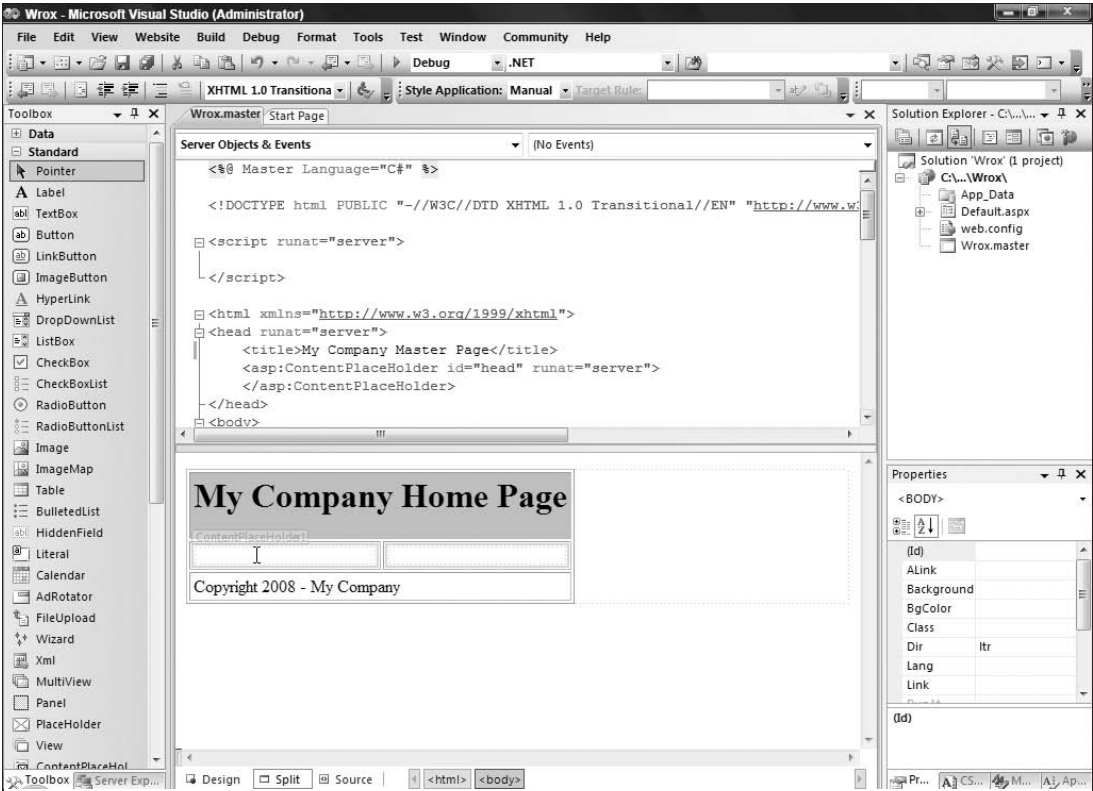 Wrox - Microsoft Visual Studio (Administrator)
File Edit View Website Build Debug Format Tools Test Window Community Help
Debug .NET
XHTML 1.0 Transitiona Style Application: Manual Target Rule:
Toolbox
Data
Standard
Pointer
A Label
TextBox
Button
LinkButton
ImageButton
HyperLink
DropDownList
ListBox
CheckBox
CheckBoxList
RadioButton
RadioButtonList
Image
ImageMap
Table
BulletedList
HiddenField
Literal
Calendar
AdRotator
FileUpload
Wizard
Xml
MultiView
Panel
PlaceHolder
View
ContentPlaceHol
Toolbox Server Exp...
Wrox.master Start Page
Server Objects & Events (No Events)
<%@ Master Language="C#" %>
<!DOCTYPE html PUBLIC "-//W3C//DTD XHTML 1.0 Transitional//EN" "http://www.w
<script runat="server">
</script>
<html xmlns="http://www.w3.org/1999/xhtml">
<head runat="server">
<title>My Company Master Page</title>
<asp:ContentPlaceHolder id="head" runat="server">
</asp:ContentPlaceHolder>
</head>
<body>
My Company Home Page
ContentPlaceHolder1
Copyright 2008 - My Company
Design Split Source <html> <body>
Solution Explorer - C:\...\...
Solution 'Wrox' (1 project)
C:\...\Wrox\
App_Data
Default.aspx
web.config
Wrox.master
Properties
<BODY>
(Id)
ALink
Background
BgColor
Class
Dir ltr
Lang
Link
(Id)
Pr... CS... M... Ap...